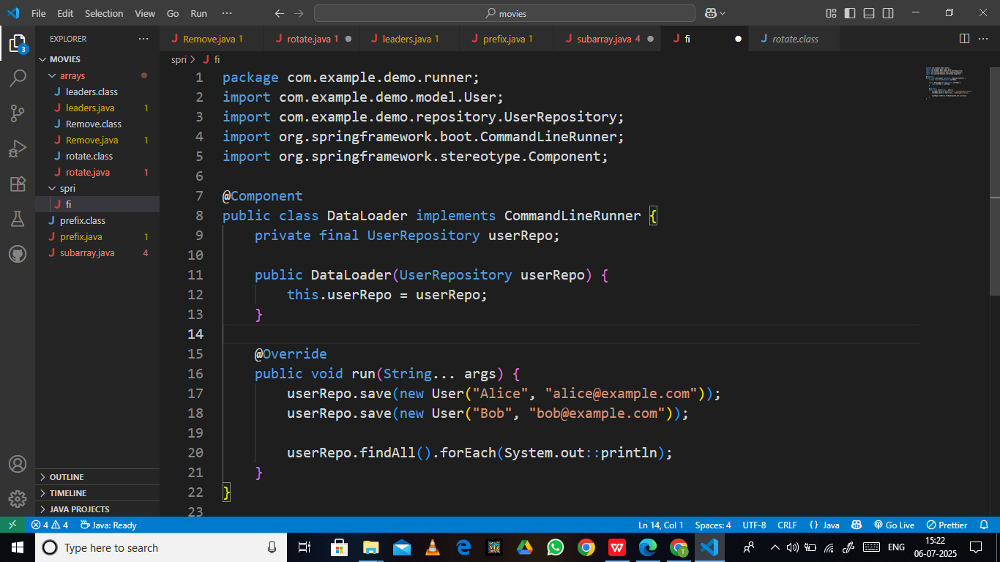 File Edit Selection View Go Run ··· movies
EXPLORER ···
MOVIES
arrays
leaders.class
leaders.java 1
Remove.class
Remove.java 1
rotate.class
rotate.java 1
spri
fi
prefix.class
prefix.java 1
subarray.java 4
OUTLINE
TIMELINE
JAVA PROJECTS
3
Remove.java 1 rotate.java 1 leaders.java 1 prefix.java 1 subarray.java 4 fi rotate.class ···
spri > fi
1 package com.example.demo.runner;
2 import com.example.demo.model.User;
3 import com.example.demo.repository.UserRepository;
4 import org.springframework.boot.CommandLineRunner;
5 import org.springframework.stereotype.Component;
6
7 @Component
8 public class DataLoader implements CommandLineRunner {
9 private final UserRepository userRepo;
10
11 public DataLoader(UserRepository userRepo) {
12 this.userRepo = userRepo;
13 }
14
15 @Override
16 public void run(String... args) {
17 userRepo.save(new User("Alice", "alice@example.com"));
18 userRepo.save(new User("Bob", "bob@example.com"));
19
20 userRepo.findAll().forEach(System.out::println);
21 }
22 }
23
4 4 Java: Ready Ln 14, Col 1 Spaces: 4 UTF-8 CRLF {} Java Go Live Prettier
Type here to search ENG 15:22
06-07-2025